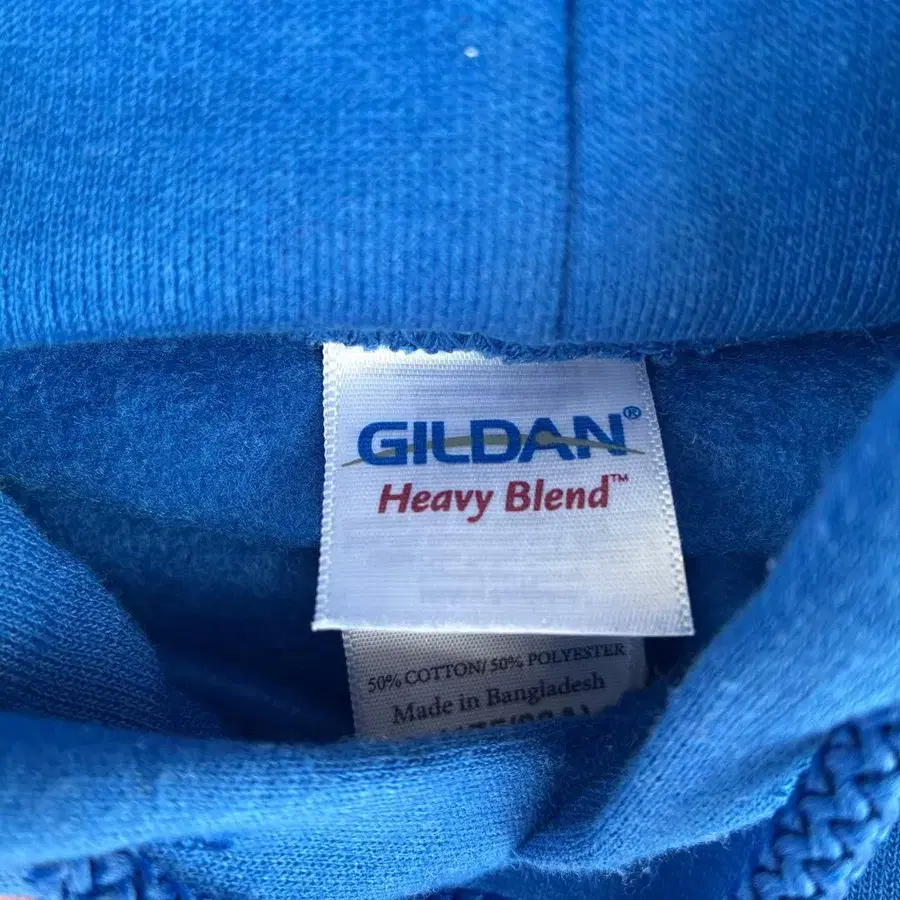 GILDAN®
Heavy Blend™
50% COTTON/ 50% POLYESTER
Made in Bangladesh